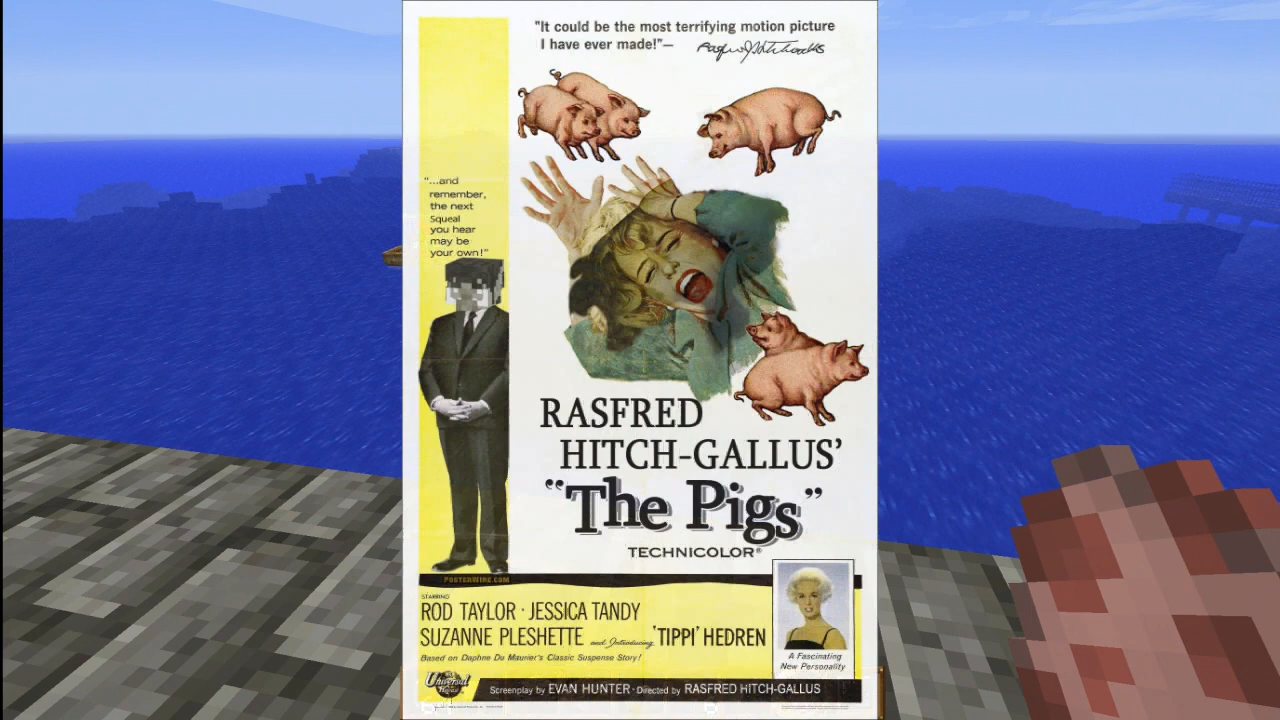 "It could be the most terrifying motion picture
I have ever made!"—
"...and
remember,
the next
Squeal
you hear
may be
your own!"
RASFRED
HITCH-GALLUS'
"The Pigs"
TECHNICOLOR®
POSTERWIRE.COM
STARRING
ROD TAYLOR · JESSICA TANDY
SUZANNE PLESHETTE and Introducing 'TIPPI' HEDREN
Based on Daphne Du Maurier's Classic Suspense Story!
A Fascinating
New Personality
Universal
Screenplay by EVAN HUNTER · Directed by RASFRED HITCH-GALLUS